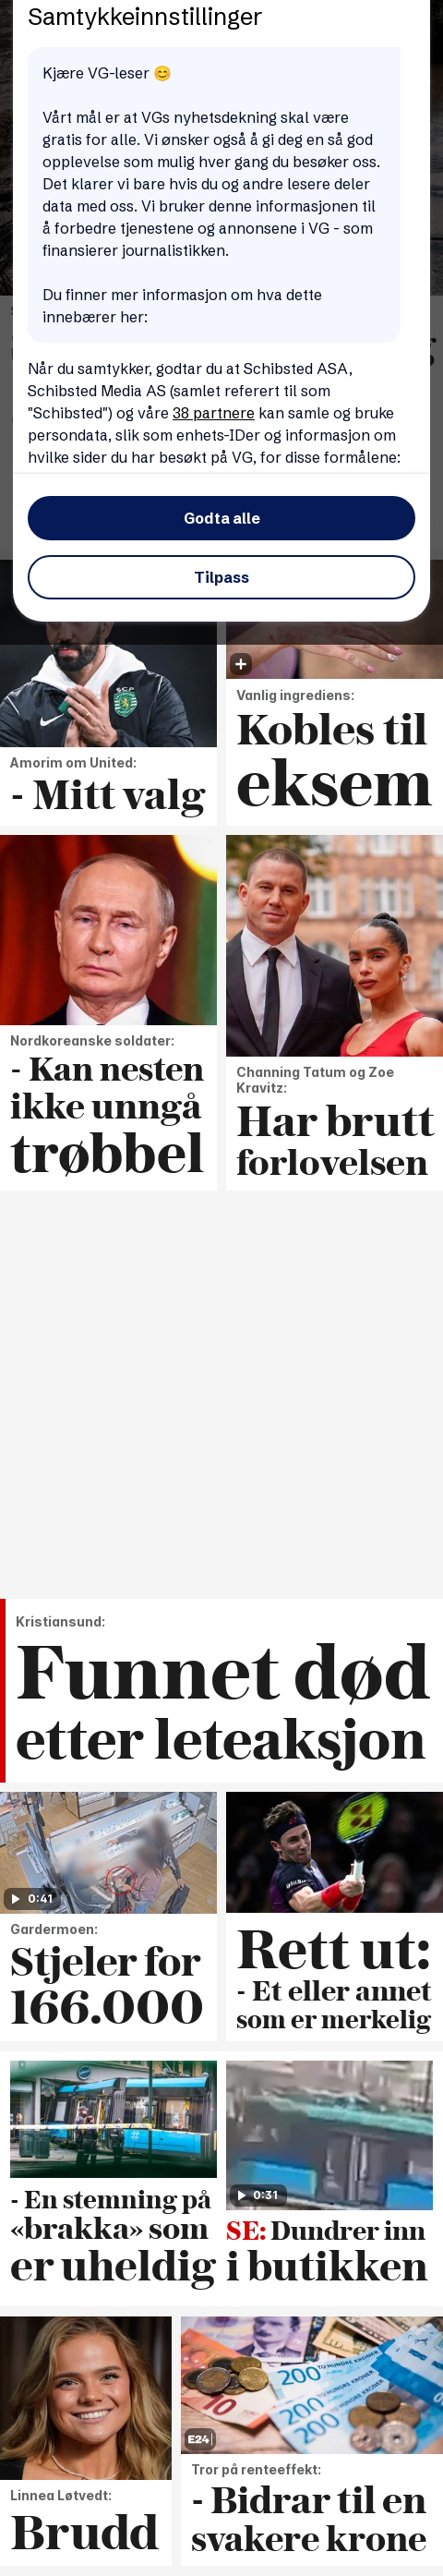 Samtykkeinnstillinger
Kjære VG-leser 😊
Vårt mål er at VGs nyhetsdekning skal være
gratis for alle. Vi ønsker også å gi deg en så god
opplevelse som mulig hver gang du besøker oss.
Det klarer vi bare hvis du og andre lesere deler
data med oss. Vi bruker denne informasjonen til
å forbedre tjenestene og annonsene i VG - som
finansierer journalistikken.
Du finner mer informasjon om hva dette
innebærer her:
Når du samtykker, godtar du at Schibsted ASA,
Schibsted Media AS (samlet referert til som
"Schibsted") og våre 38 partnere kan samle og bruke
persondata, slik som enhets-IDer og informasjon om
hvilke sider du har besøkt på VG, for disse formålene:
Godta alle
Tilpass
SCP
Amorim om United:
- Mitt valg
Vanlig ingrediens:
Kobles til
eksem
Nordkoreanske soldater:
- Kan nesten
ikke unngå
trøbbel
Channing Tatum og Zoe
Kravitz:
Har brutt
forlovelsen
Kristiansund:
Funnet død
etter leteaksjon
0:41
Gardermoen:
Stjeler for
166.000
Rett ut:
- Et eller annet
som er merkelig
- En stemning på
«brakka» som
er uheldig
0:31
SE: Dundrer inn
i butikken
Linnea Løtvedt:
Brudd
200
200
200
10
E24
Tror på renteeffekt:
- Bidrar til en
svakere krone